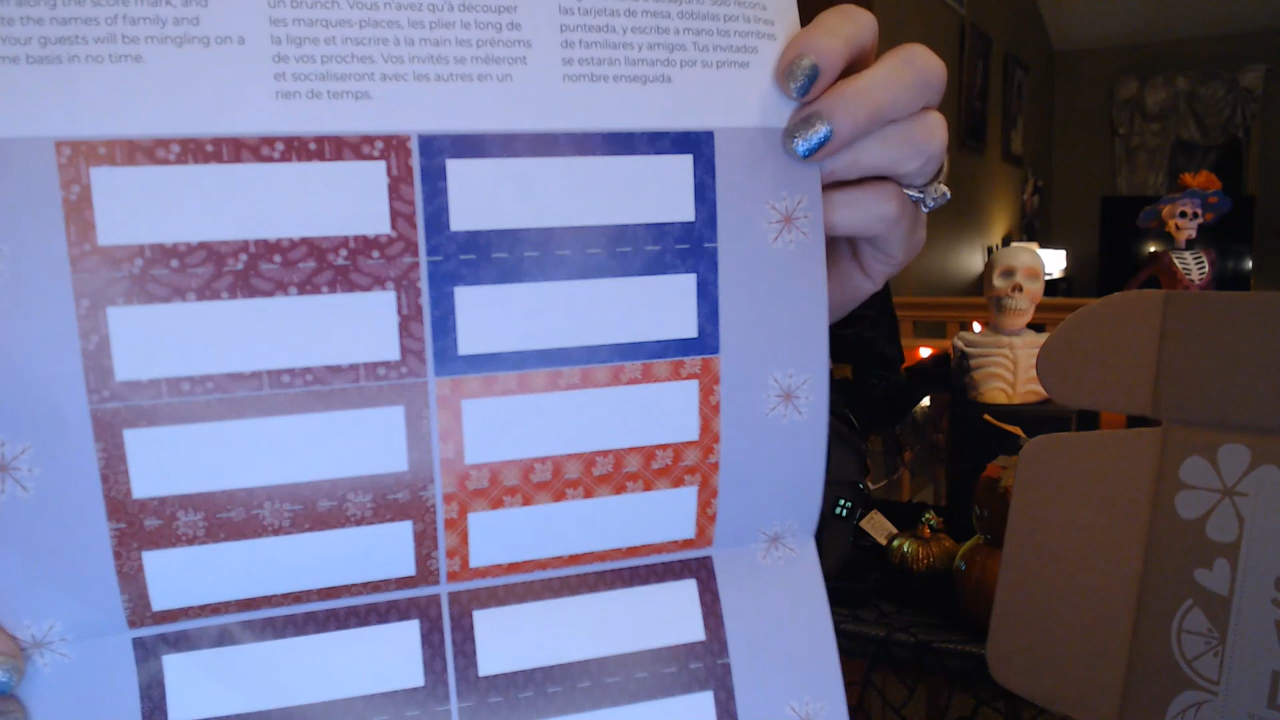 along the score mark, and
the names of family and
Your guests will be mingling on a
me basis in no time.
un brunch. Vous n'avez qu'à découper
les marques-places, les plier le long de
la ligne et inscrire à la main les prénoms
de vos proches. Vos invités se mêleront
et socialiseront avec les autres en un
rien de temps.
las tarjetas de mesa, dóblalas por la línea
punteada, y escribe a mano los nombres
de familiares y amigos. Tus invitados
se estarán llamando por su primer
nombre enseguida.